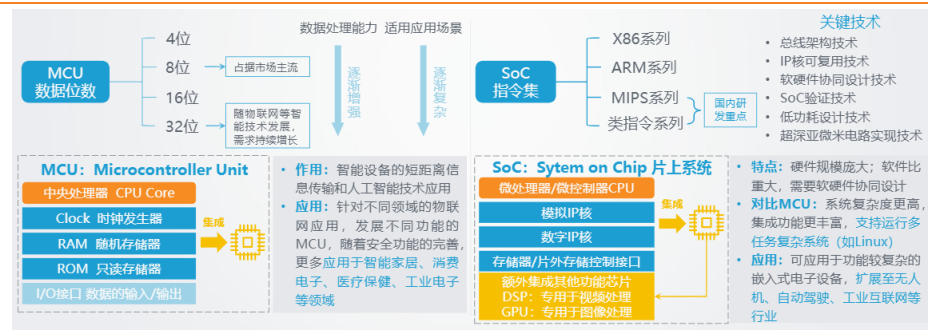 MCU
数据位数
4位
8位
16位
32位
占据市场主流
随物联网等智
能技术发展，
需求持续增长
数据处理能力 适用应用场景
逐渐增强
逐渐复杂
SoC
指令集
X86系列
ARM系列
MIPS系列
类指令系列
国内研
发重点
关键技术
• 总线架构技术
• IP核可复用技术
• 软硬件协同设计技术
• SoC验证技术
• 低功耗设计技术
• 超深亚微米电路实现技术
MCU：Microcontroller Unit
中央处理器 CPU Core
Clock 时钟发生器
RAM 随机存储器
ROM 只读存储器
I/O接口 数据的输入/输出
集成
• 作用：智能设备的短距离信
息传输和人工智能技术应用
• 应用：针对不同领域的物联
网应用，发展不同功能的
MCU，随着安全功能的完善，
更多应用于智能家居、消费
电子、医疗保健、工业电子
等领域
SoC：Sytem on Chip 片上系统
微处理器/微控制器CPU
模拟IP核
数字IP核
存储器/片外存储控制接口
额外集成其他功能芯片
DSP：专用于视频处理
GPU：专用于图像处理
集成
• 特点：硬件规模庞大；软件比
重大，需要软硬件协同设计
• 对比MCU：系统复杂度更高，
集成功能更丰富，支持运行多
任务复杂系统（如Linux）
• 应用：可应用于功能较复杂的
嵌入式电子设备，扩展至无人
机、自动驾驶、工业互联网等
行业